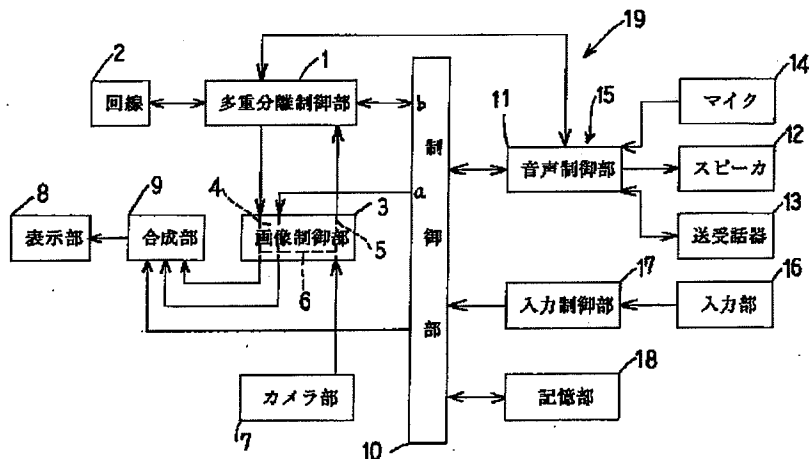 19
2
1
14
回線
多重分離制御部
b
11
15
マイク
12
制御部
音声制御部
スピーカ
8
9
4
a
3
13
表示部
合成部
画像制御部
5
送受話器
6
17
16
入力制御部
入力部
カメラ部
18
7
記憶部
10